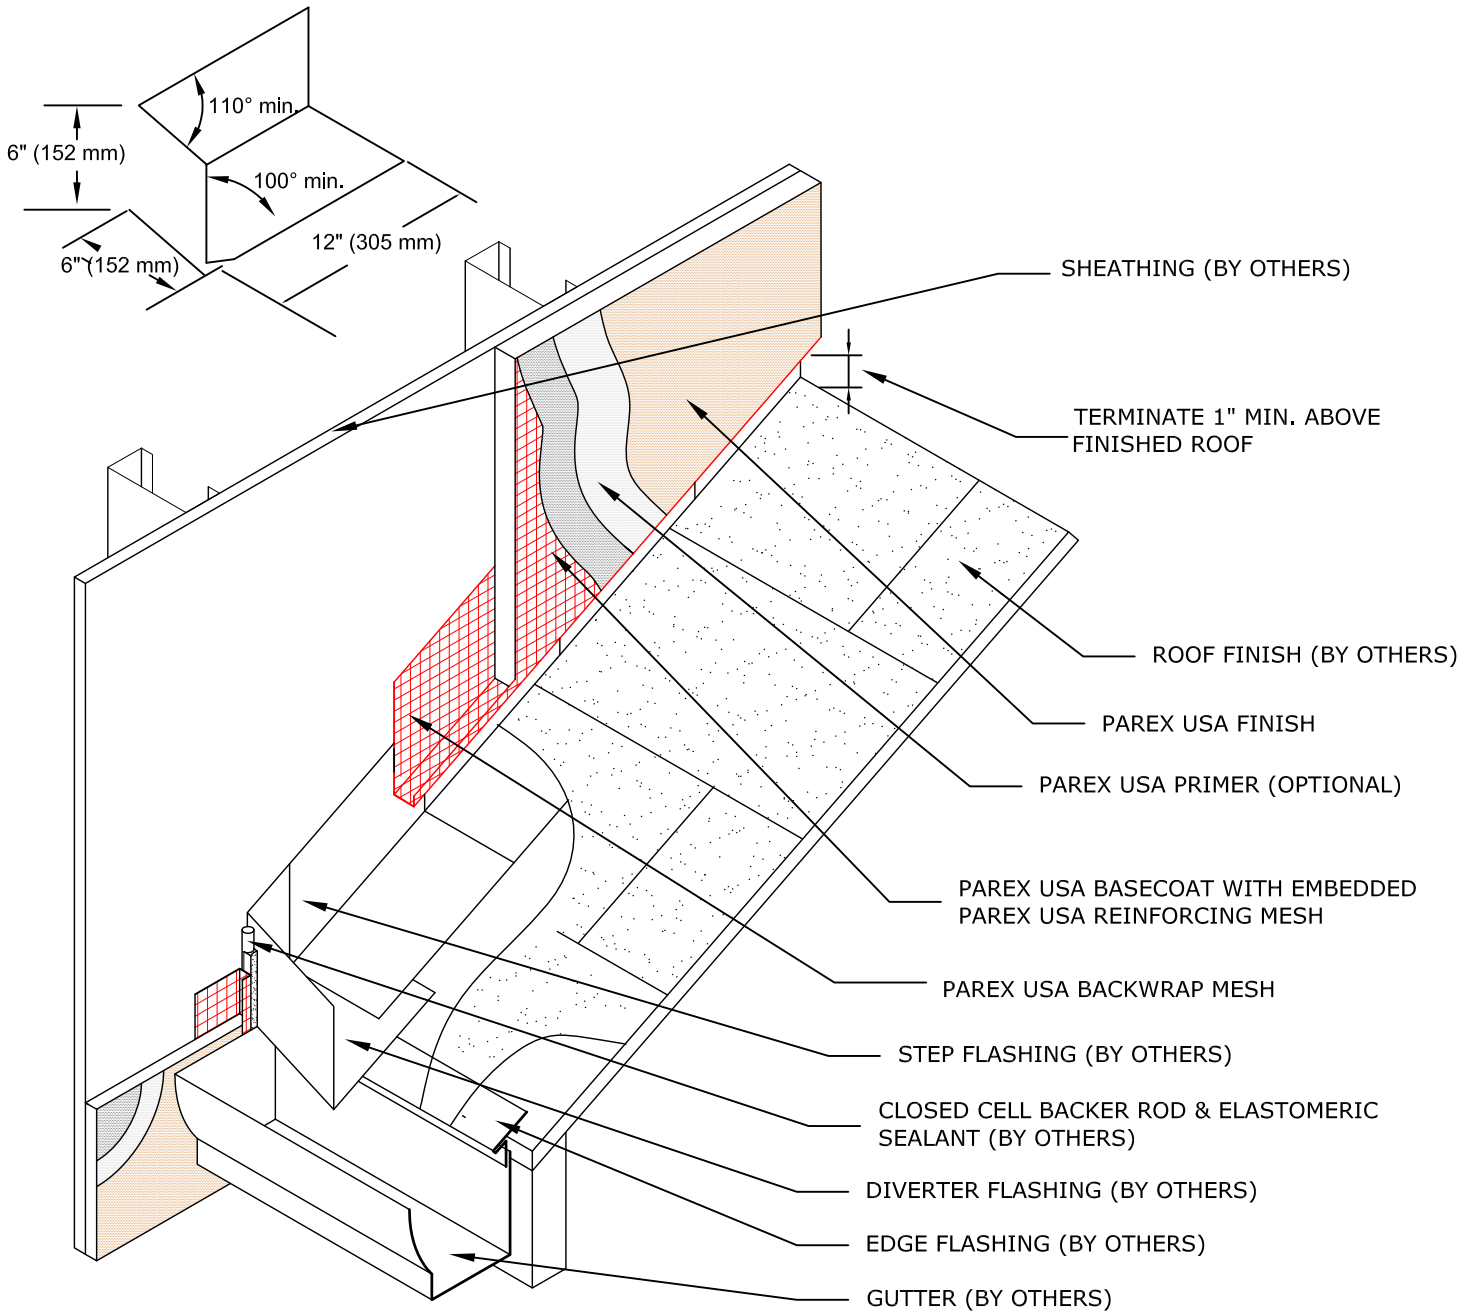 110° min.
6" (152 mm)
100° min.
12" (305 mm)
6" (152 mm)
SHEATHING (BY OTHERS)
TERMINATE 1" MIN. ABOVE
FINISHED ROOF
ROOF FINISH (BY OTHERS)
PAREX USA FINISH
PAREX USA PRIMER (OPTIONAL)
PAREX USA BASECOAT WITH EMBEDDED
PAREX USA REINFORCING MESH
PAREX USA BACKWRAP MESH
STEP FLASHING (BY OTHERS)
CLOSED CELL BACKER ROD & ELASTOMERIC
SEALANT (BY OTHERS)
DIVERTER FLASHING (BY OTHERS)
EDGE FLASHING (BY OTHERS)
GUTTER (BY OTHERS)